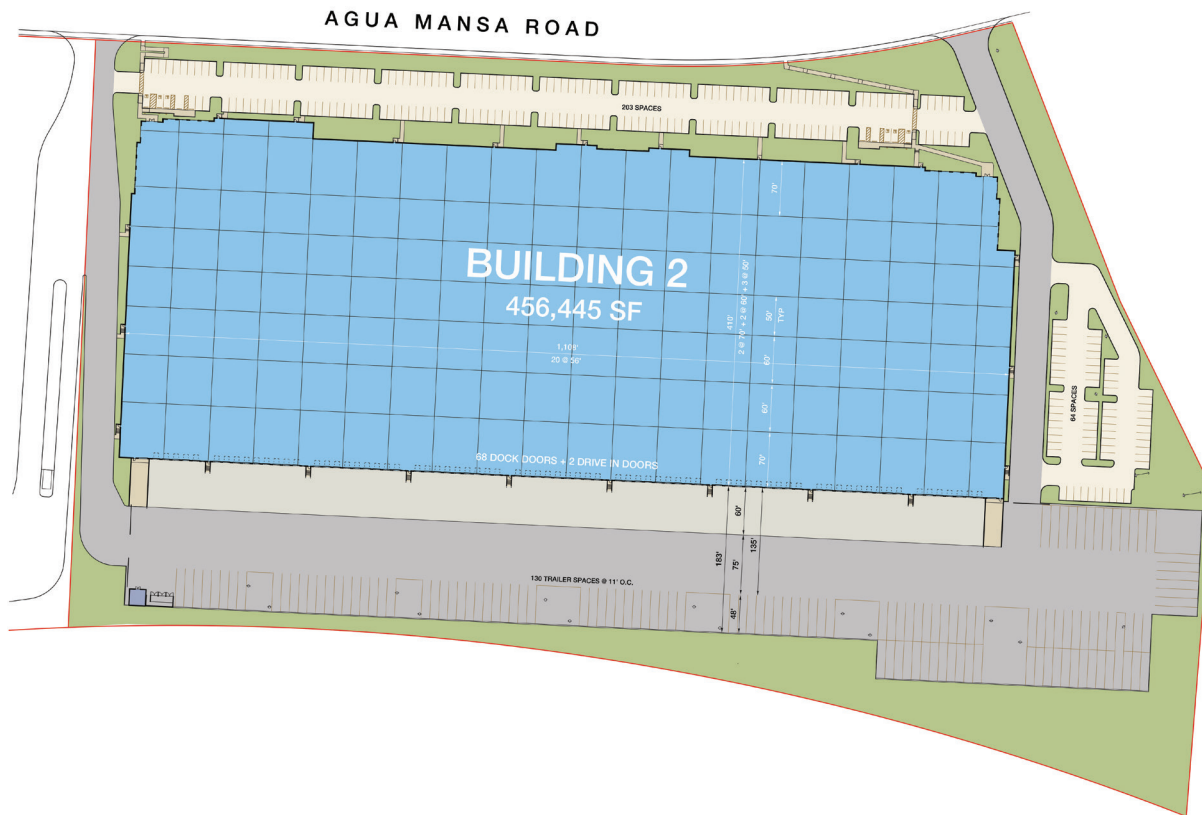 AGUA MANSA ROAD
203 SPACES
70'
BUILDING 2
456,445 SF
410'
2 @ 70' + 2 @ 60' + 3 @ 50'
50'
TYP.
1,109'
20 @ 56'
60'
60'
64 SPACES
70'
68 DOCK DOORS + 2 DRIVE IN DOORS
60'
183'
135'
75'
130 TRAILER SPACES @ 11' O.C.
48'